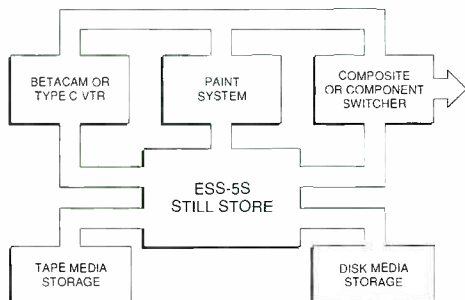 BETACAM OR
TYPE C VTR
PAINT
SYSTEM
COMPOSITE
OR COMPONENT
SWITCHER
ESS-5S
STILL STORE
TAPE MEDIA
STORAGE
DISK MEDIA
STORAGE